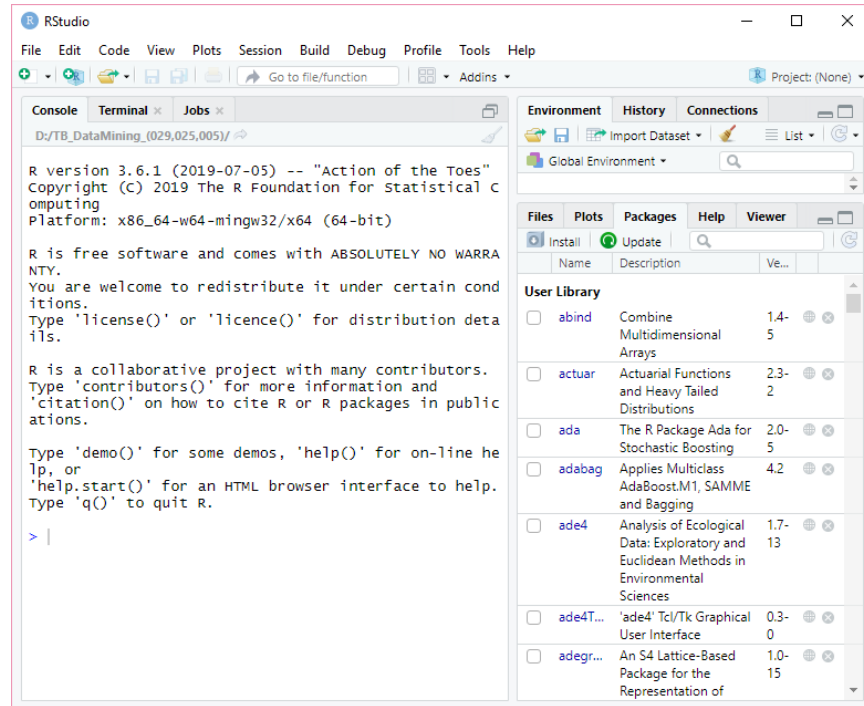 RStudio
File Edit Code View Plots Session Build Debug Profile Tools Help
Go to file/function Addins Project: (None)
Console Terminal Jobs
D:/TB_DataMining_(029,025,005)/
R version 3.6.1 (2019-07-05) -- "Action of the Toes"
Copyright (C) 2019 The R Foundation for Statistical C
omputing
Platform: x86_64-w64-mingw32/x64 (64-bit)
R is free software and comes with ABSOLUTELY NO WARRA
NTY.
You are welcome to redistribute it under certain cond
itions.
Type 'license()' or 'licence()' for distribution deta
ils.
R is a collaborative project with many contributors.
Type 'contributors()' for more information and
'citation()' on how to cite R or R packages in public
ations.
Type 'demo()' for some demos, 'help()' for on-line he
lp, or
'help.start()' for an HTML browser interface to help.
Type 'q()' to quit R.
>
Environment History Connections
Import Dataset List
Global Environment
Files Plots Packages Help Viewer
Install Update
Name Description Ve...
User Library
abind Combine 1.4-
Multidimensional 5
Arrays
actuar Actuarial Functions 2.3-
and Heavy Tailed 2
Distributions
ada The R Package Ada for 2.0-
Stochastic Boosting 5
adabag Applies Multiclass 4.2
AdaBoost.M1, SAMME
and Bagging
ade4 Analysis of Ecological 1.7-
Data: Exploratory and 13
Euclidean Methods in
Environmental
Sciences
ade4T... 'ade4' Tcl/Tk Graphical 0.3-
User Interface 0
adegr... An S4 Lattice-Based 1.0-
Package for the 15
Representation of